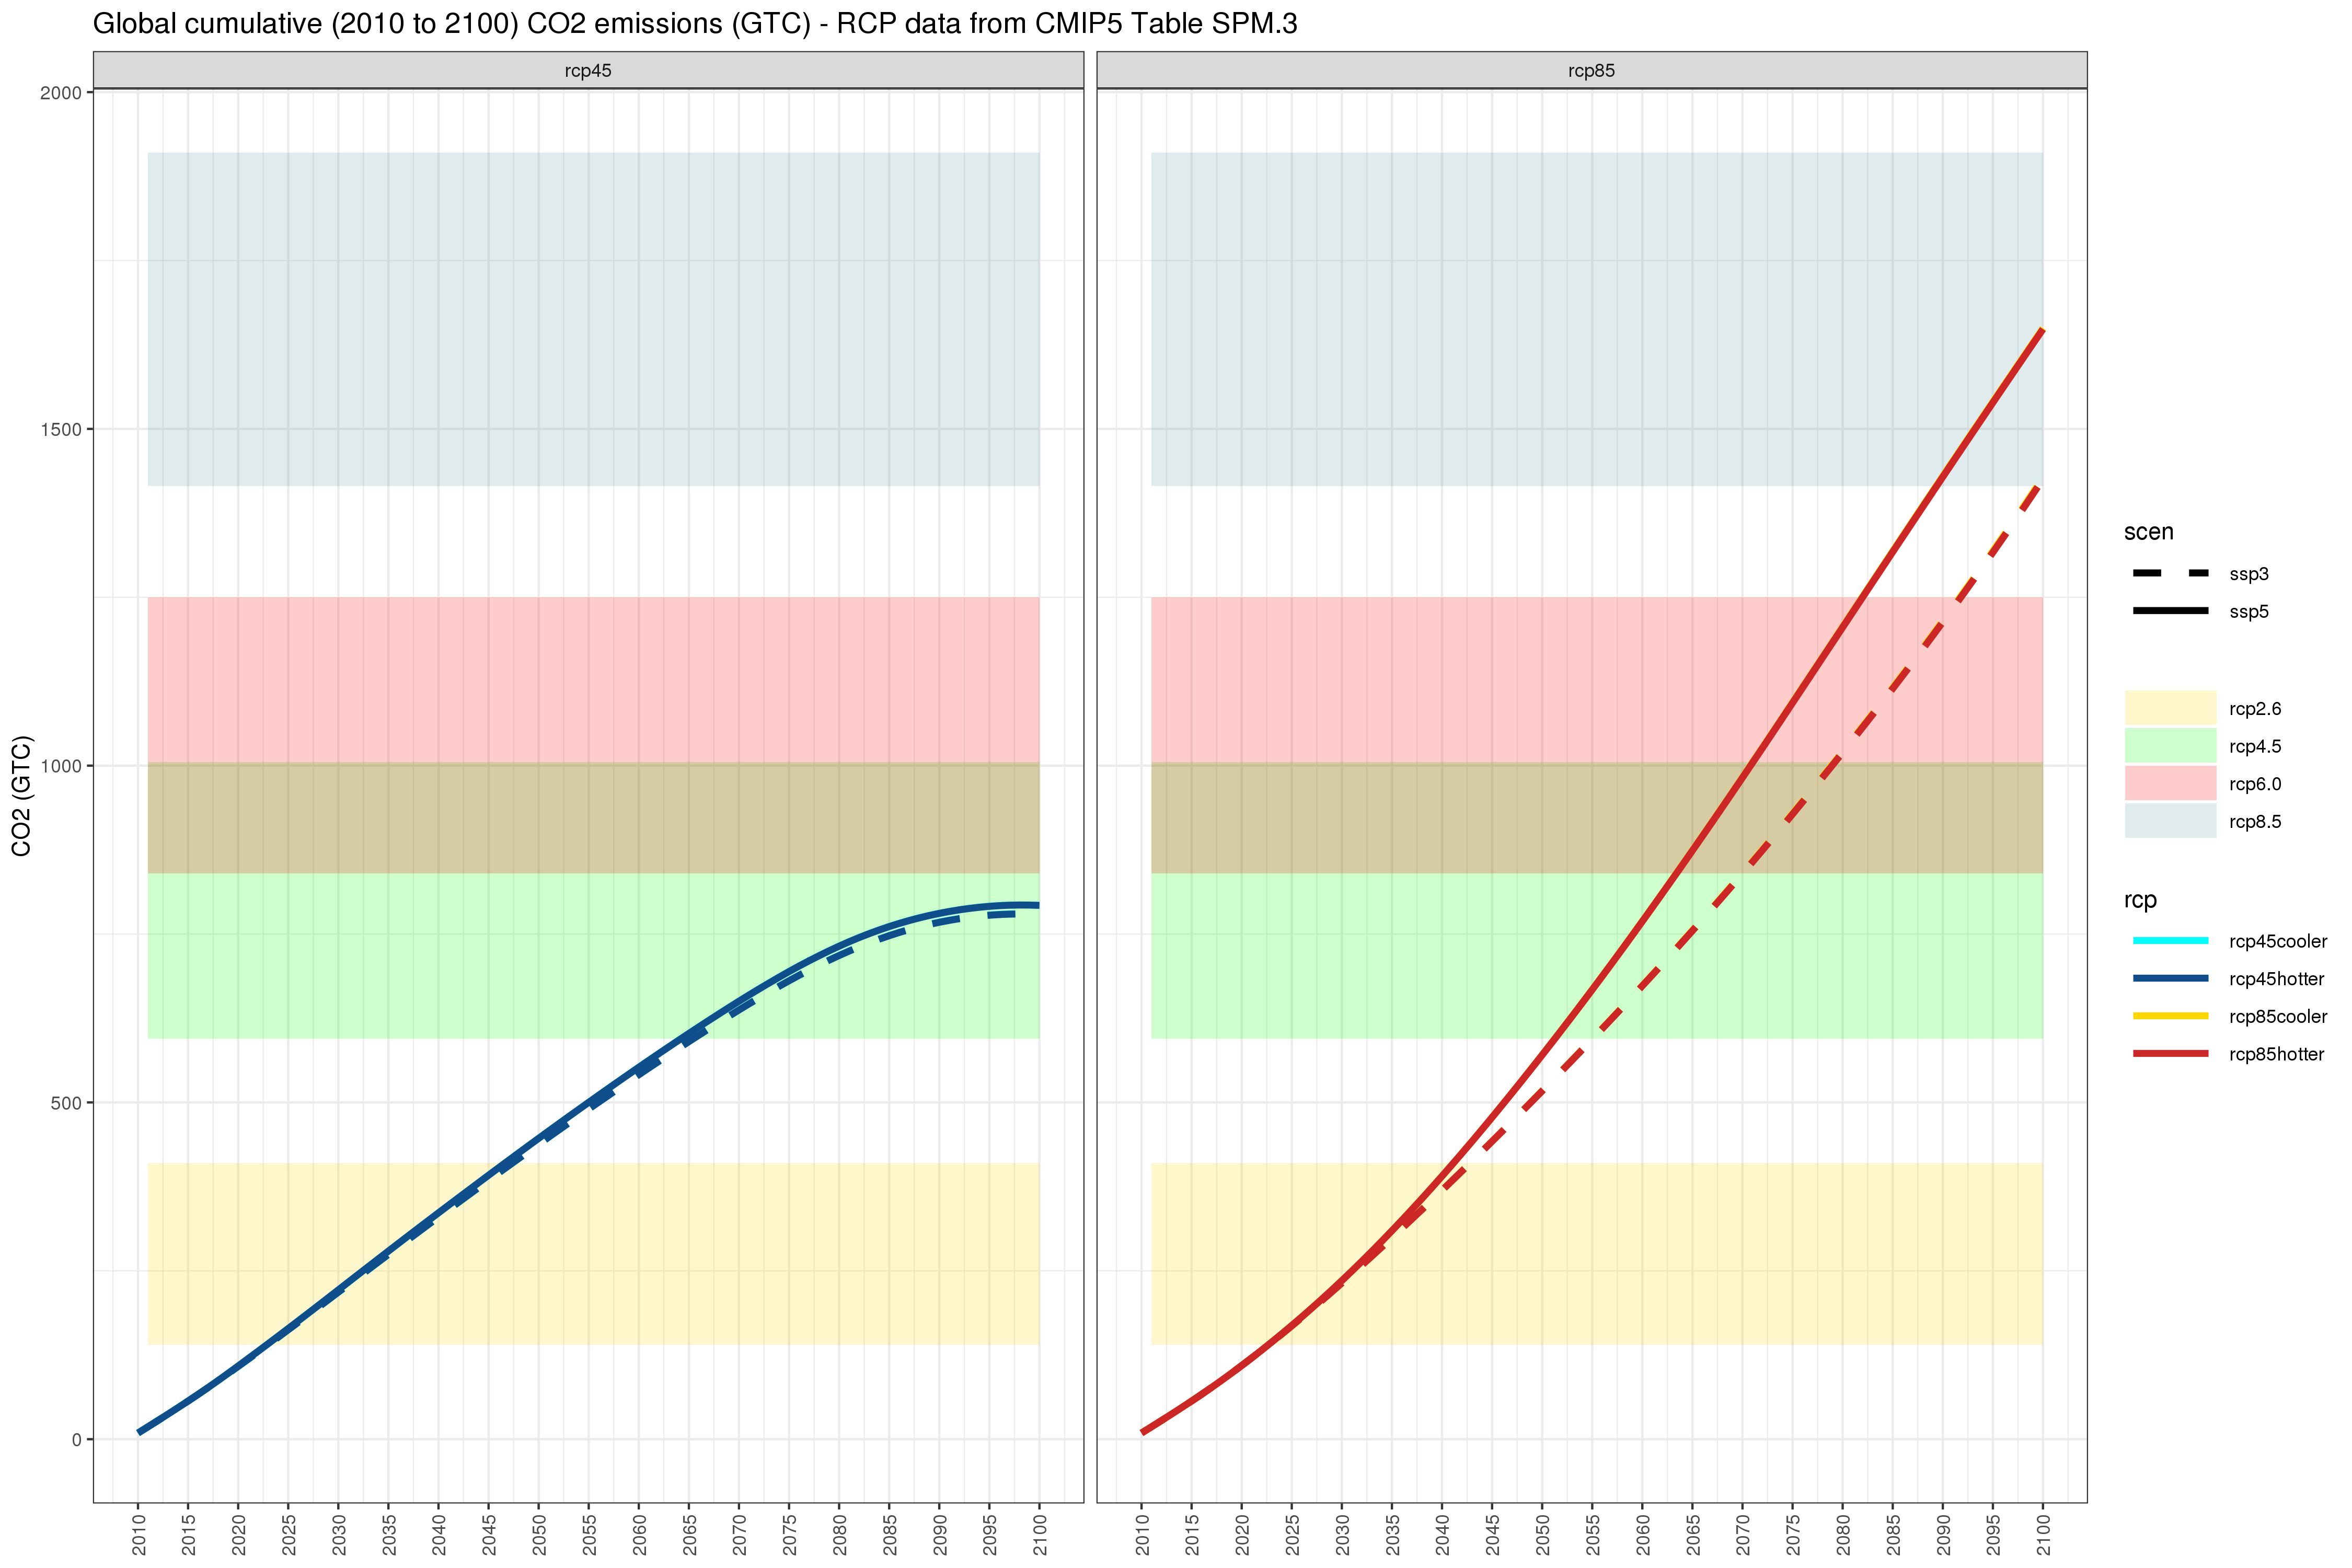 Global cumulative (2010 to 2100) CO2 emissions (GTC) - RCP data from CMIP5 Table SPM.3
rcp45
rcp85
CO2 (GTC)
2000
1500
1000
500
0
2010 2015 2020 2025 2030 2035 2040 2045 2050 2055 2060 2065 2070 2075 2080 2085 2090 2095 2100
2010 2015 2020 2025 2030 2035 2040 2045 2050 2055 2060 2065 2070 2075 2080 2085 2090 2095 2100
scen
ssp3
ssp5
rcp2.6
rcp4.5
rcp6.0
rcp8.5
rcp
rcp45cooler
rcp45hotter
rcp85cooler
rcp85hotter